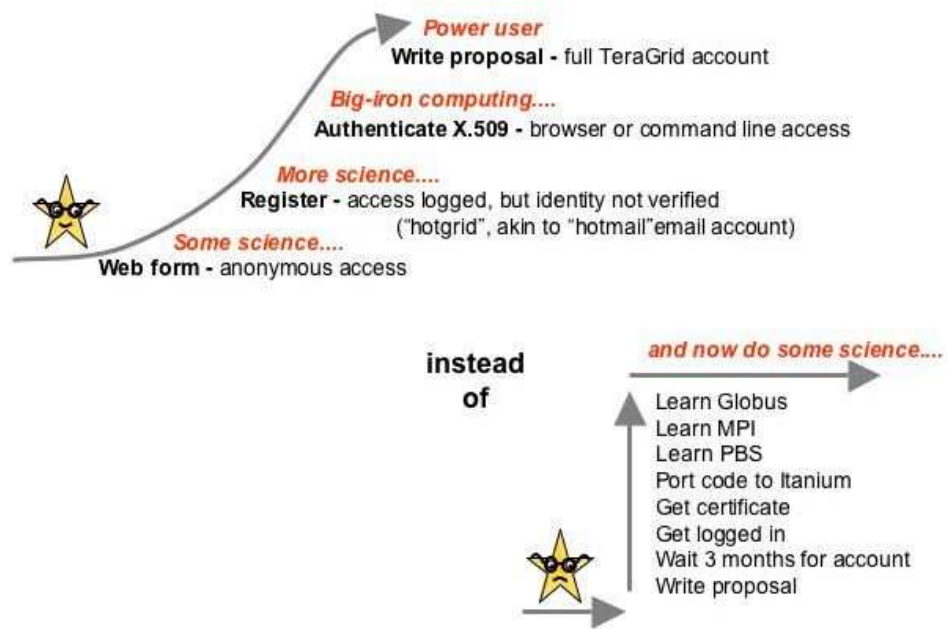 Power user
Write proposal - full TeraGrid account
Big-iron computing....
Authenticate X.509 - browser or command line access
More science....
Register - access logged, but identity not verified
("hotgrid", akin to "hotmail"email account)
Some science....
Web form - anonymous access
instead
of
and now do some science....
Learn Globus
Learn MPI
Learn PBS
Port code to Itanium
Get certificate
Get logged in
Wait 3 months for account
Write proposal